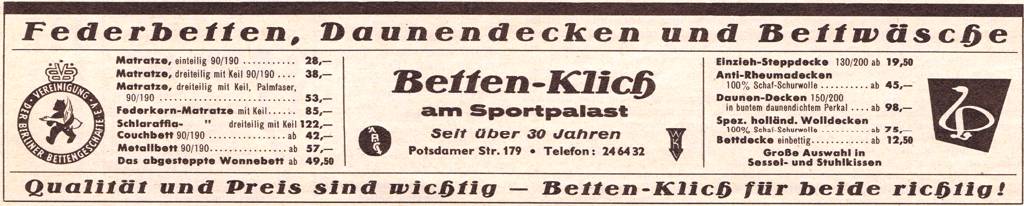 Federbetten, Daunendecken und Bettwäsche
BVB
VEREINIGUNG
DER BERLINER BETTENGESCHÄFTE E.V.
Matratze, einteilig 90/190 .......... 28,—
Matratze, dreiteilig mit Keil 90/190 .... 38,—
Matratze, dreiteilig mit Keil, Palmfaser,
90/190 .................... 53,—
Federkern-Matratze mit Keil ...... 85,—
Schlaraffia- " dreiteilig mit Keil 122,—
Couchbett 90/190 ............. ab 42,—
Metallbett 90/190 ............. ab 57,—
Das abgesteppte Wonnebett ab 49,50
Betten-Klich
am Sportpalast
Seit über 30 Jahren
Potsdamer Str. 179 • Telefon: 24 64 32
ABC
WK
Einzieh-Steppdecke 130/200 ab 19,50
Anti-Rheumadecken
100% Schaf-Schurwolle ........ ab 45,—
Daunen-Decken 150/200
in buntem daunendichtem Perkal .... ab 98,—
Spez. holländ. Wolldecken
100% Schaf-Schurwolle ........ ab 75,—
Bettdecke einbettig ........... ab 12,50
Große Auswahl in
Sessel- und Stuhlkissen
Qualität und Preis sind wichtig — Betten-Klich für beide richtig!